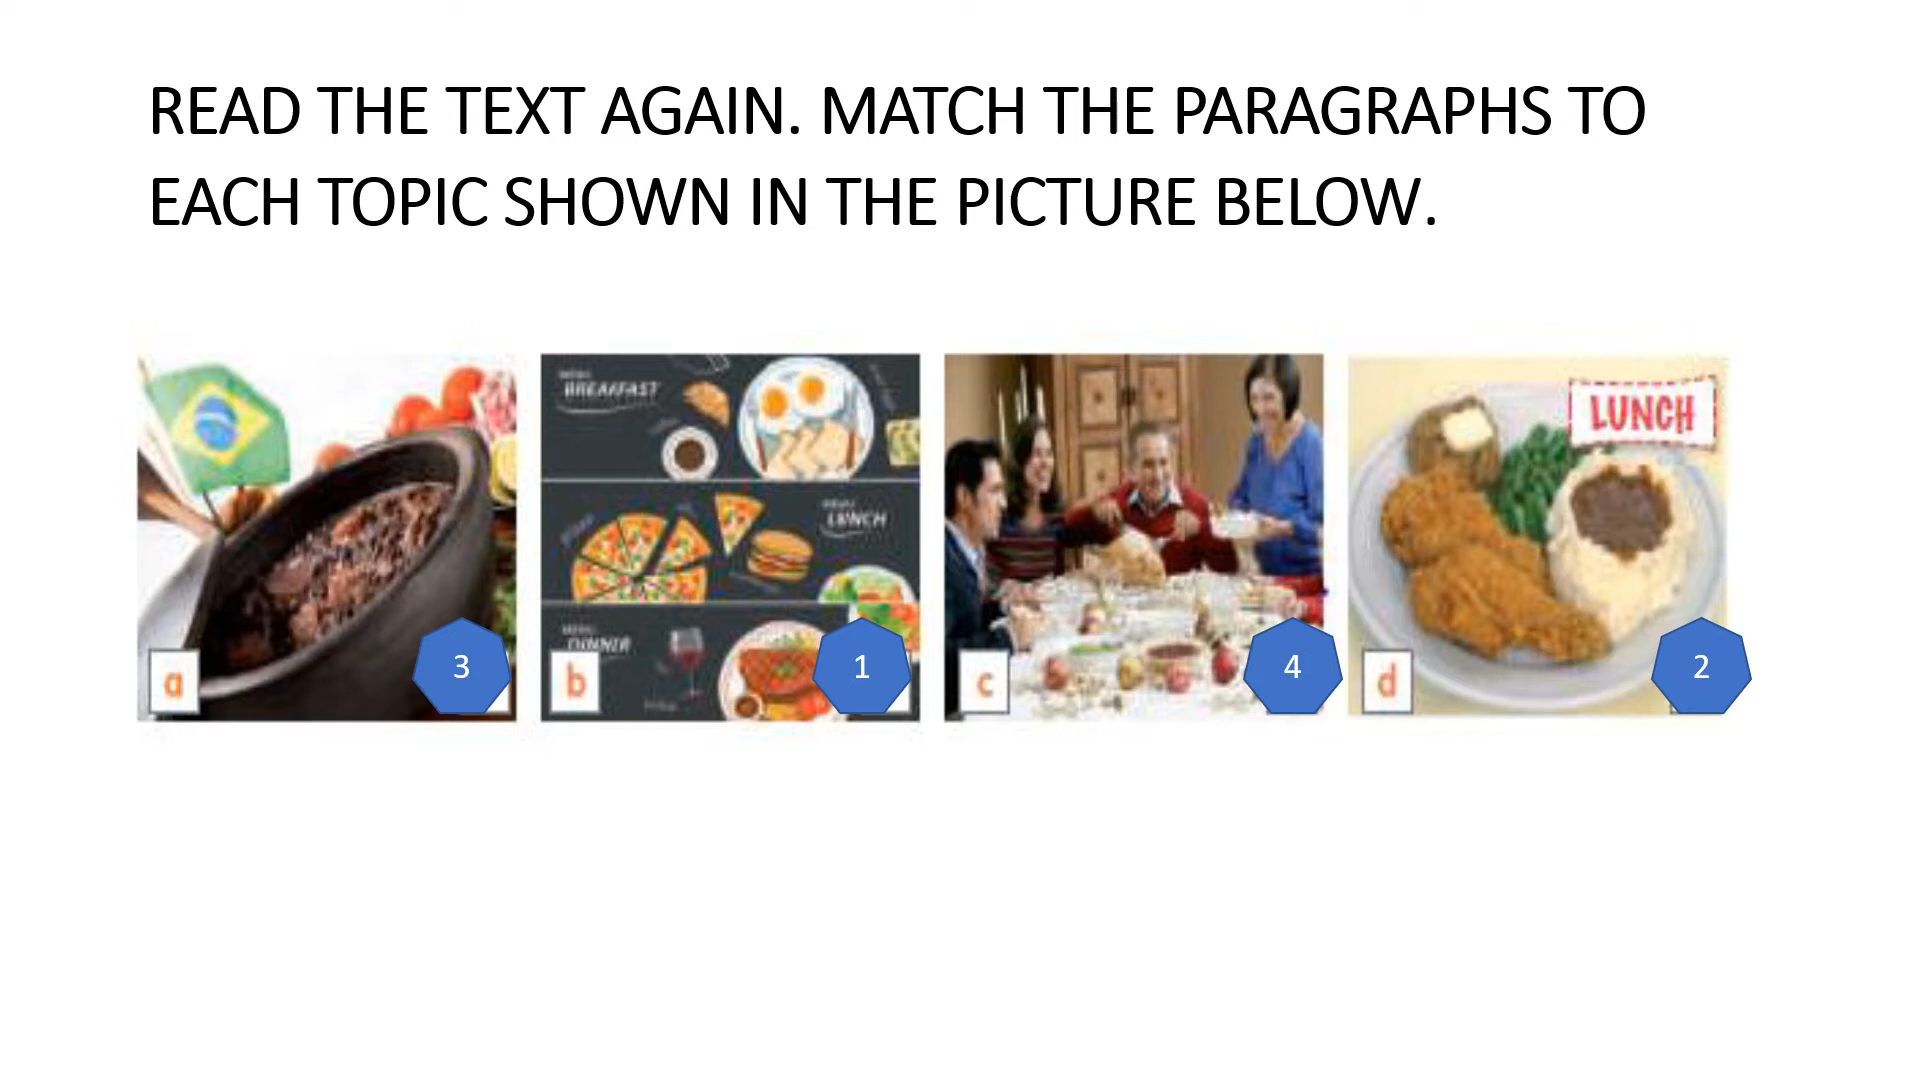 READ THE TEXT AGAIN. MATCH THE PARAGRAPHS TO
EACH TOPIC SHOWN IN THE PICTURE BELOW.
BREAKFAST
LUNCH
DINNER
LUNCH
a
3
b
1
c
4
d
2